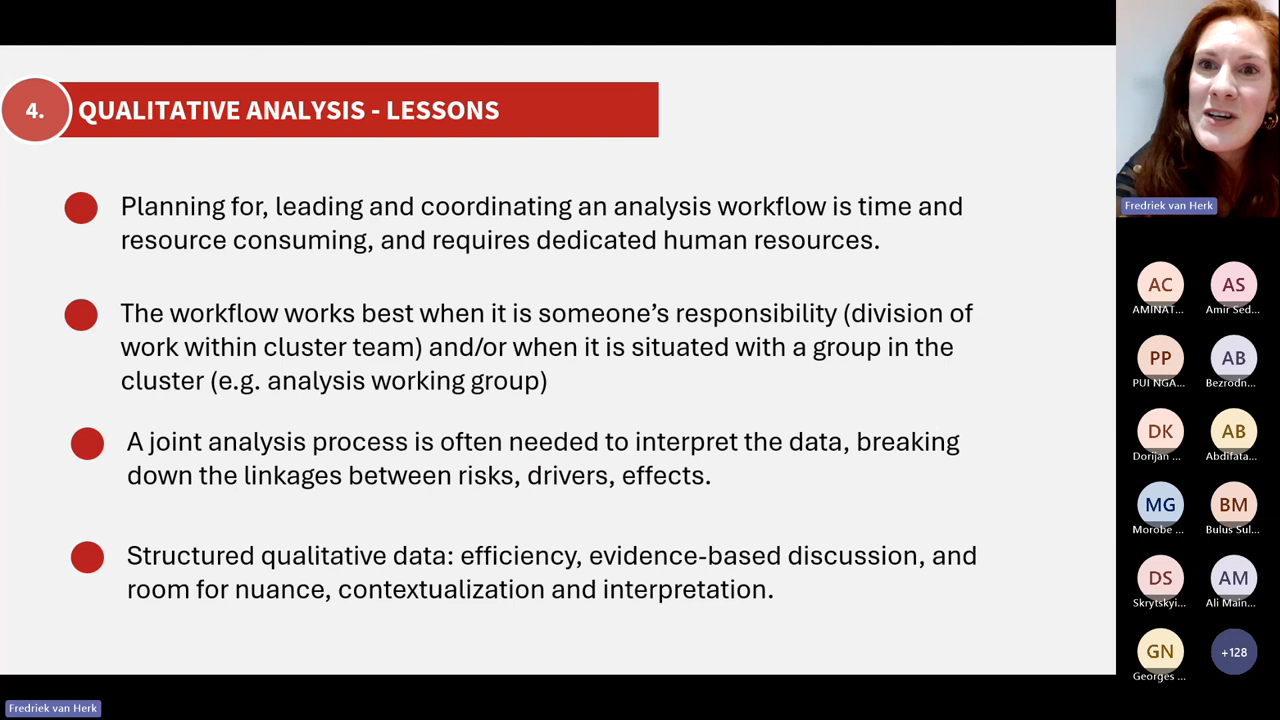 4.
QUALITATIVE ANALYSIS - LESSONS
Planning for, leading and coordinating an analysis workflow is time and
resource consuming, and requires dedicated human resources.
The workflow works best when it is someone’s responsibility (division of
work within cluster team) and/or when it is situated with a group in the
cluster (e.g. analysis working group)
A joint analysis process is often needed to interpret the data, breaking
down the linkages between risks, drivers, effects.
Structured qualitative data: efficiency, evidence-based discussion, and
room for nuance, contextualization and interpretation.
Fredriek van Herk
AC
AMINAT...
AS
Amir Sed...
PP
PUI NGA...
AB
Bezrodn...
DK
Dorijan ...
AB
Abdifata...
MG
Morobe ...
BM
Bulus Sul...
DS
Skrytskyi...
AM
Ali Main...
GN
Georges ...
+128
Fredriek van Herk